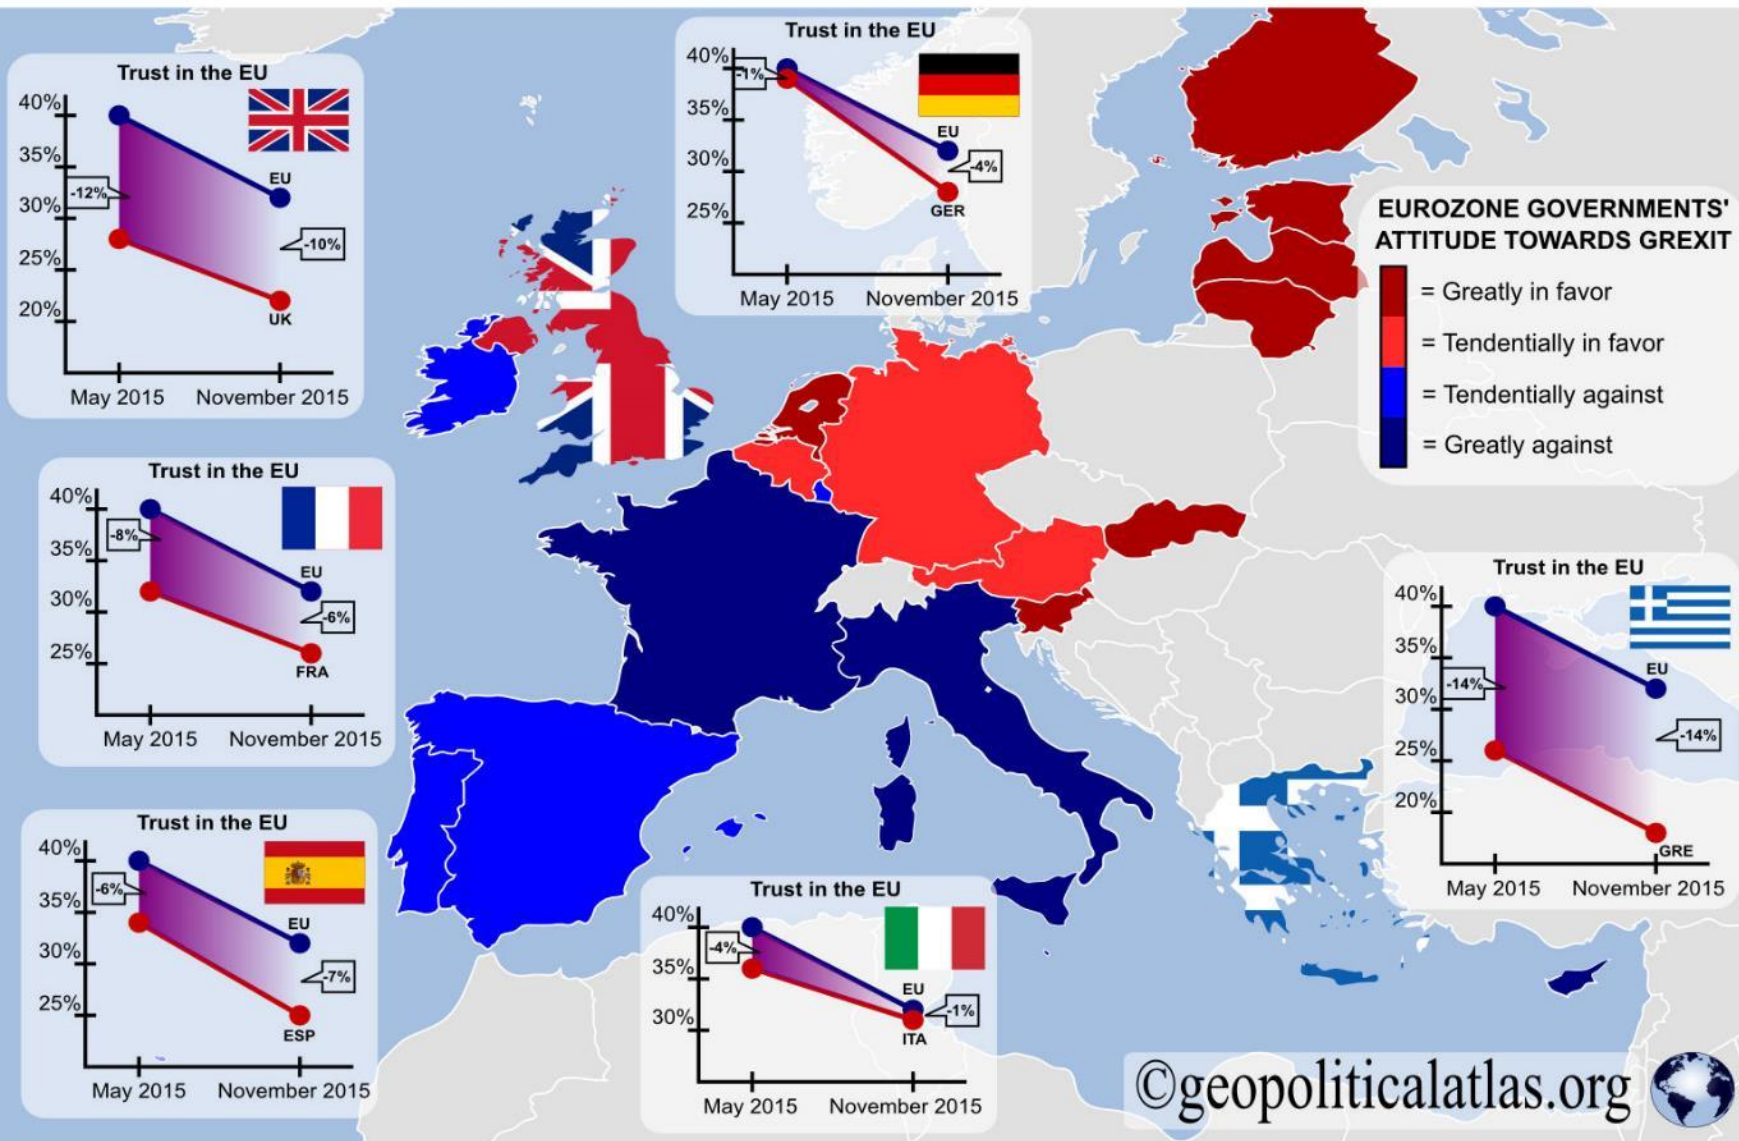 Trust in the EU
40%
35%
30%
25%
20%
-12%
EU
-10%
UK
May 2015
November 2015
Trust in the EU
40%
35%
30%
25%
-1%
EU
-4%
GER
May 2015
November 2015
EUROZONE GOVERNMENTS'
ATTITUDE TOWARDS GREXIT
= Greatly in favor
= Tendentially in favor
= Tendentially against
= Greatly against
Trust in the EU
40%
35%
30%
25%
-8%
EU
-6%
FRA
May 2015
November 2015
Trust in the EU
40%
35%
30%
25%
20%
-14%
EU
-14%
GRE
May 2015
November 2015
Trust in the EU
40%
35%
30%
25%
-6%
EU
-7%
ESP
May 2015
November 2015
Trust in the EU
40%
35%
30%
-4%
EU
-1%
ITA
May 2015
November 2015
©geopoliticalatlas.org